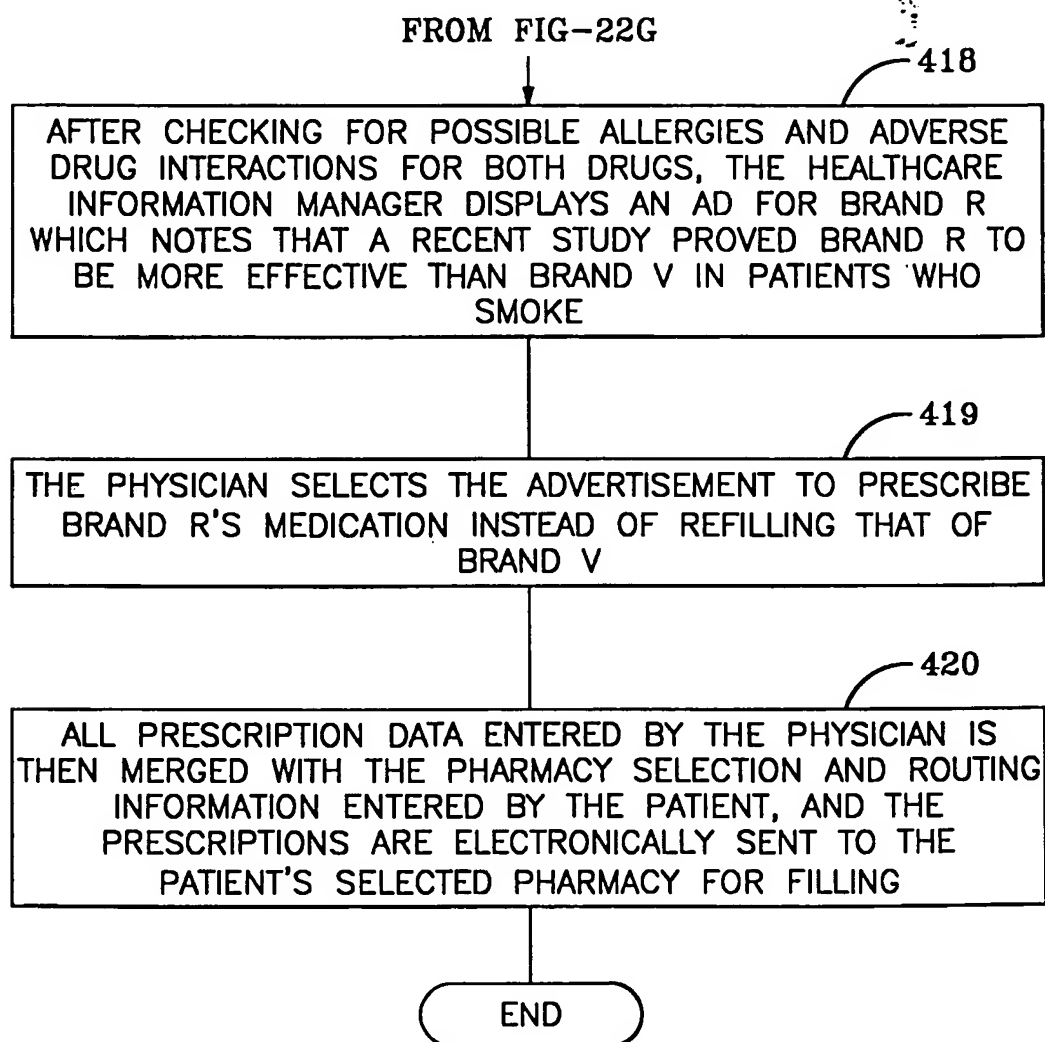 FROM FIG-22G
418
AFTER CHECKING FOR POSSIBLE ALLERGIES AND ADVERSE
DRUG INTERACTIONS FOR BOTH DRUGS, THE HEALTHCARE
INFORMATION MANAGER DISPLAYS AN AD FOR BRAND R
WHICH NOTES THAT A RECENT STUDY PROVED BRAND R TO
BE MORE EFFECTIVE THAN BRAND V IN PATIENTS WHO
SMOKE
419
THE PHYSICIAN SELECTS THE ADVERTISEMENT TO PRESCRIBE
BRAND R'S MEDICATION INSTEAD OF REFILLING THAT OF
BRAND V
420
ALL PRESCRIPTION DATA ENTERED BY THE PHYSICIAN IS
THEN MERGED WITH THE PHARMACY SELECTION AND ROUTING
INFORMATION ENTERED BY THE PATIENT, AND THE
PRESCRIPTIONS ARE ELECTRONICALLY SENT TO THE
PATIENT'S SELECTED PHARMACY FOR FILLING
END